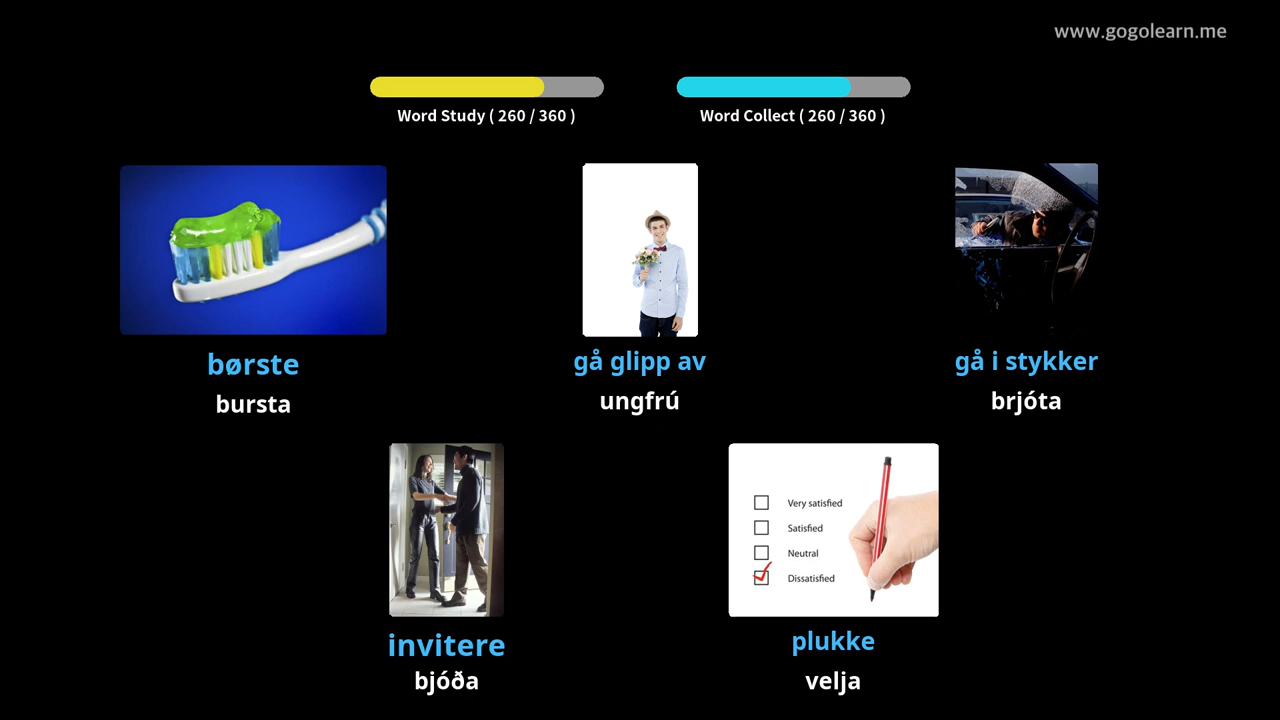 www.gogolearn.me
Word Study ( 260 / 360 )
Word Collect ( 260 / 360 )
børste
bursta
gå glipp av
ungfrú
gå i stykker
brjóta
Very satisfied
Satisfied
Neutral
Dissatisfied
invitere
bjóða
plukke
velja